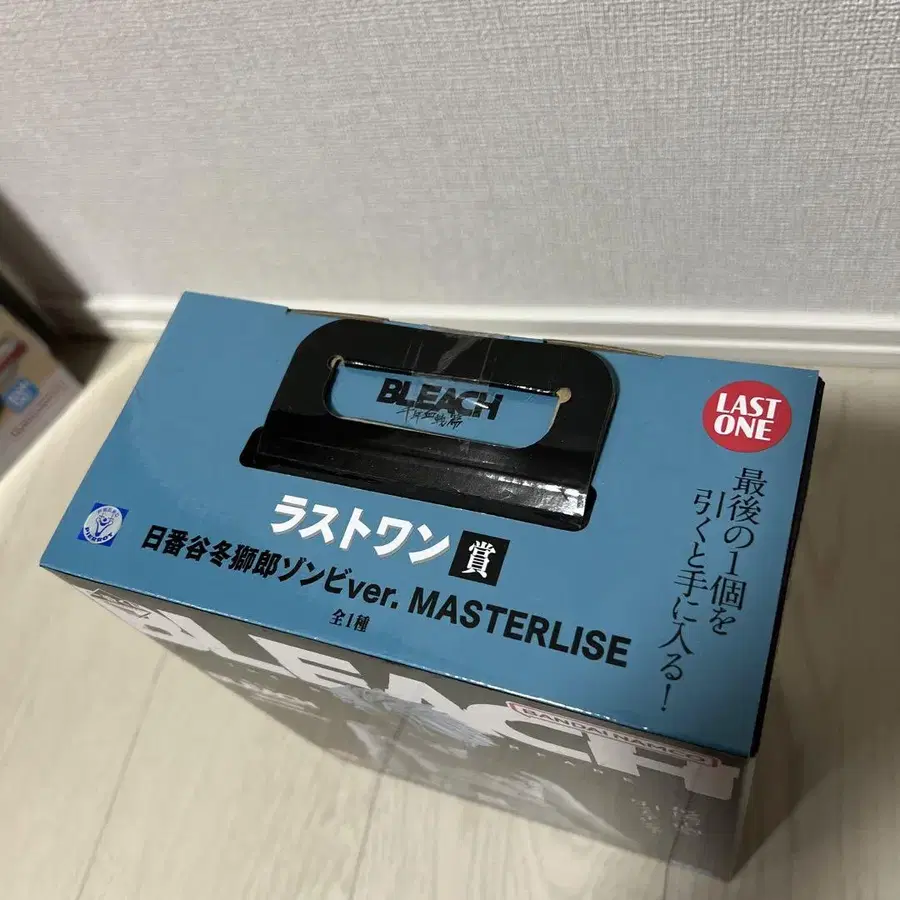 BLEACH
千年血戦篇
LAST
ONE
最後の1個を
引くと手に入る!
ラストワン賞
日番谷冬獅郎ゾンビver. MASTERLISE
全1種
PIERROT
BLEACH
BANDAI NAMCO